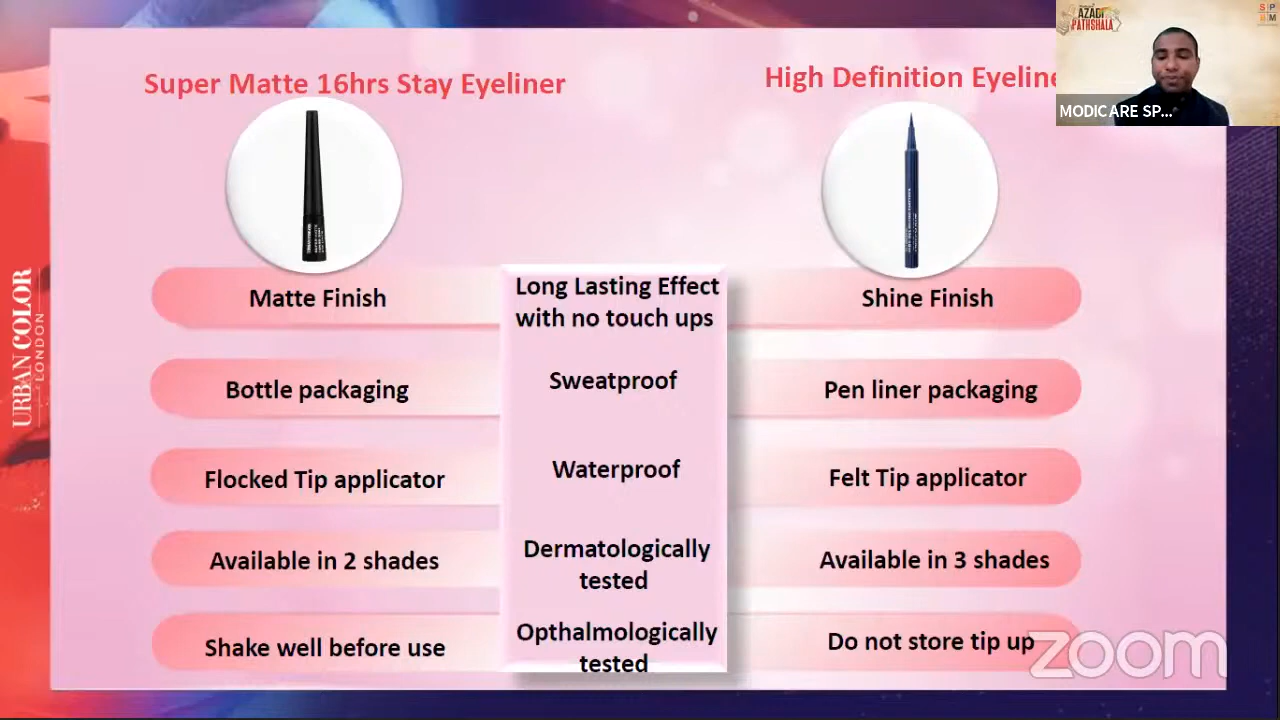 Super Matte 16hrs Stay Eyeliner
High Definition Eyeline
AZADI
PATHSHALA
S P
MODICARE SP...
URBAN COLOR
LONDON
Matte Finish
Long Lasting Effect
with no touch ups
Shine Finish
Bottle packaging
Sweatproof
Pen liner packaging
Flocked Tip applicator
Waterproof
Felt Tip applicator
Available in 2 shades
Dermatologically
tested
Available in 3 shades
Shake well before use
Opthalmologically
tested
Do not store tip up
zoom